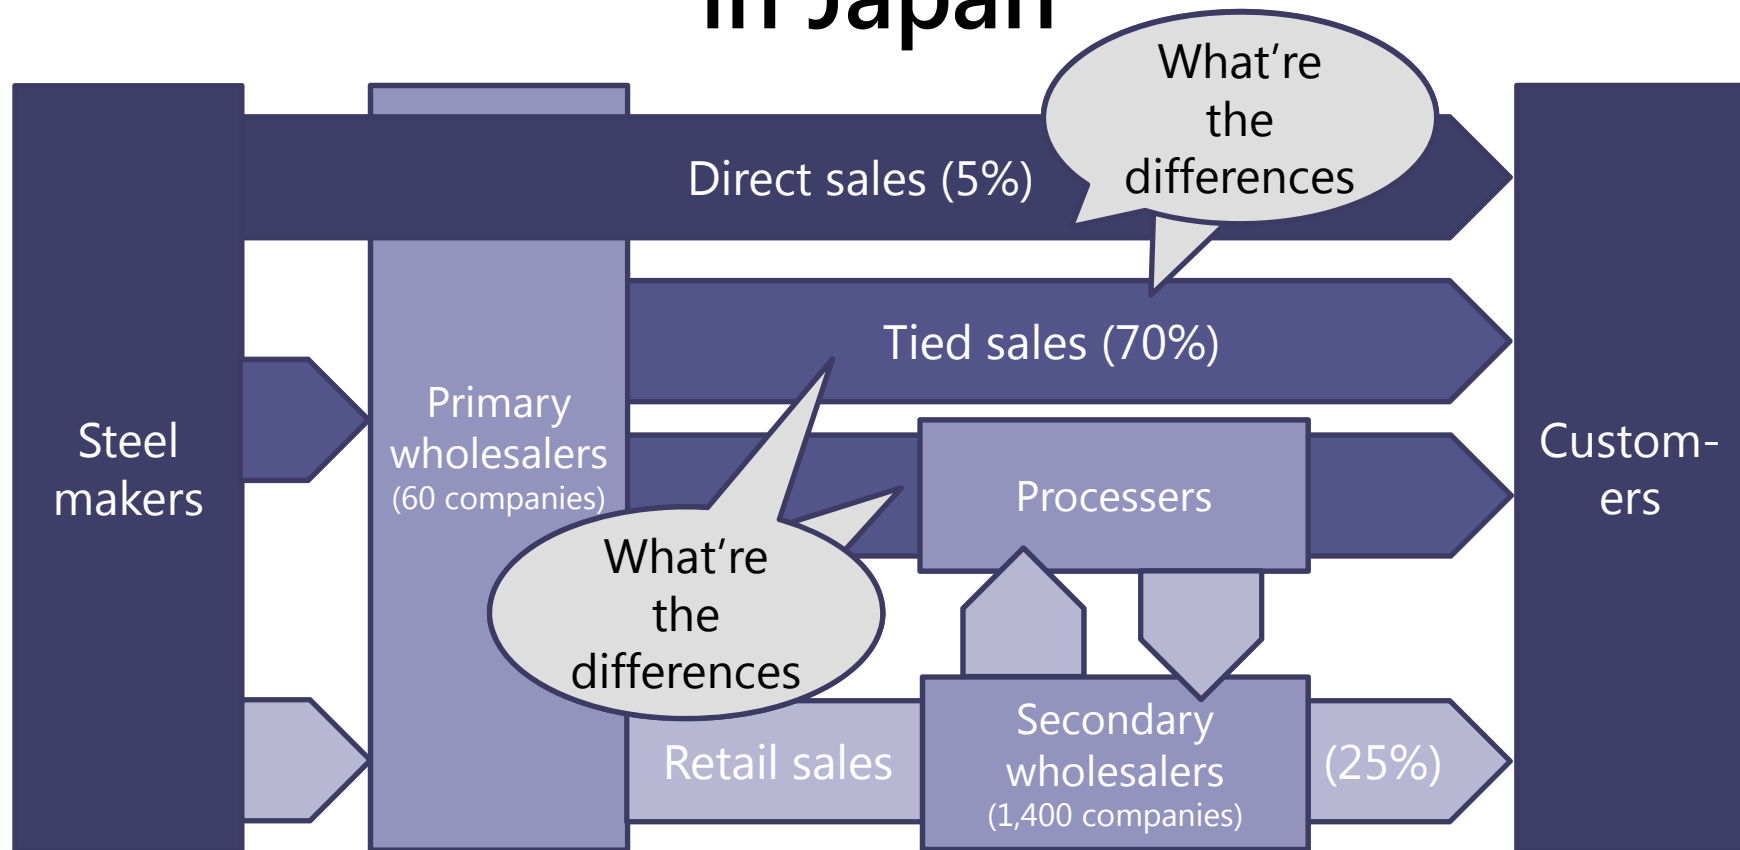 in Japan
What’re
the
differences
Direct sales (5%)
Tied sales (70%)
Steel
makers
Primary
wholesalers
(60 companies)
Processers
Custom-
ers
What’re
the
differences
Retail sales
Secondary
wholesalers
(1,400 companies)
(25%)